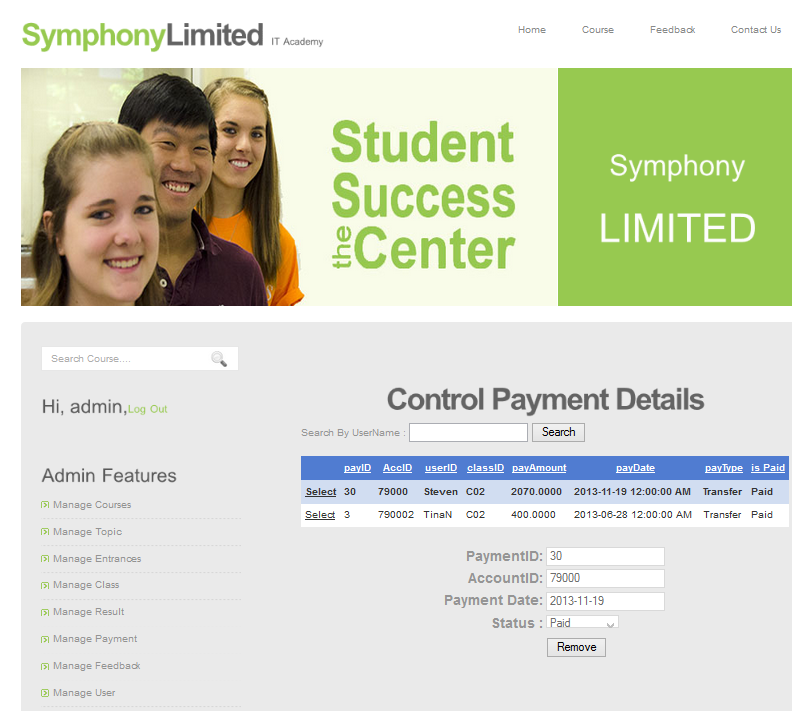 SymphonyLimited IT Academy
Home Course Feedback Contact Us
Student
Success
the Center
Symphony
LIMITED
Search Course....
Hi, admin,Log Out
Admin Features
Manage Courses
Manage Topic
Manage Entrances
Manage Class
Manage Result
Manage Payment
Manage Feedback
Manage User
Control Payment Details
Search By UserName : Search
payID AccID userID classID payAmount payDate payType is Paid
Select 30 79000 Steven C02 2070.0000 2013-11-19 12:00:00 AM Transfer Paid
Select 3 790002 TinaN C02 400.0000 2013-06-28 12:00:00 AM Transfer Paid
PaymentID: 30
AccountID: 79000
Payment Date: 2013-11-19
Status : Paid
Remove